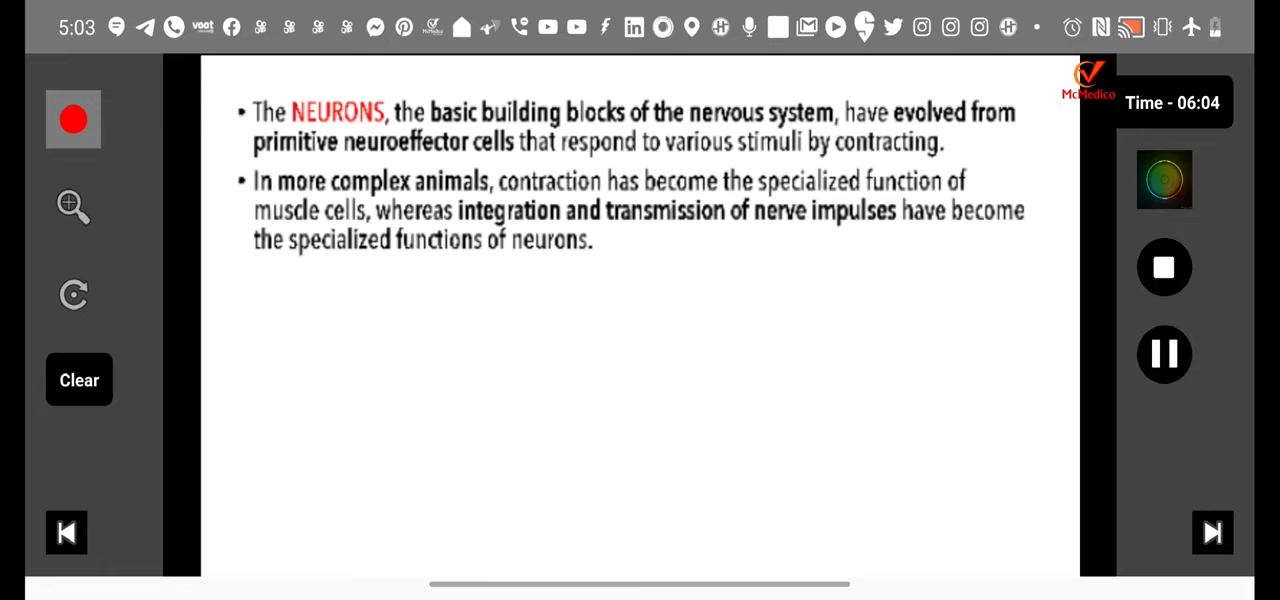 5:03
voot
McMedico
Time - 06:04
• The NEURONS, the basic building blocks of the nervous system, have evolved from
primitive neuroeffector cells that respond to various stimuli by contracting.
• In more complex animals, contraction has become the specialized function of
muscle cells, whereas integration and transmission of nerve impulses have become
the specialized functions of neurons.
Clear